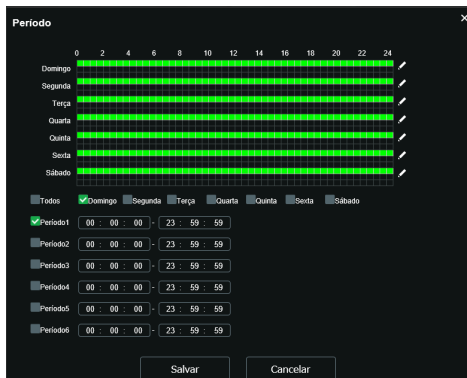 Período
×
0 2 4 6 8 10 12 14 16 18 20 22 24
Domingo
Segunda
Terça
Quarta
Quinta
Sexta
Sábado
Todos Domingo Segunda Terça Quarta Quinta Sexta Sábado
Período1 00 : 00 : 00 - 23 : 59 : 59
Período2 00 : 00 : 00 - 23 : 59 : 59
Período3 00 : 00 : 00 - 23 : 59 : 59
Período4 00 : 00 : 00 - 23 : 59 : 59
Período5 00 : 00 : 00 - 23 : 59 : 59
Período6 00 : 00 : 00 - 23 : 59 : 59
Salvar Cancelar